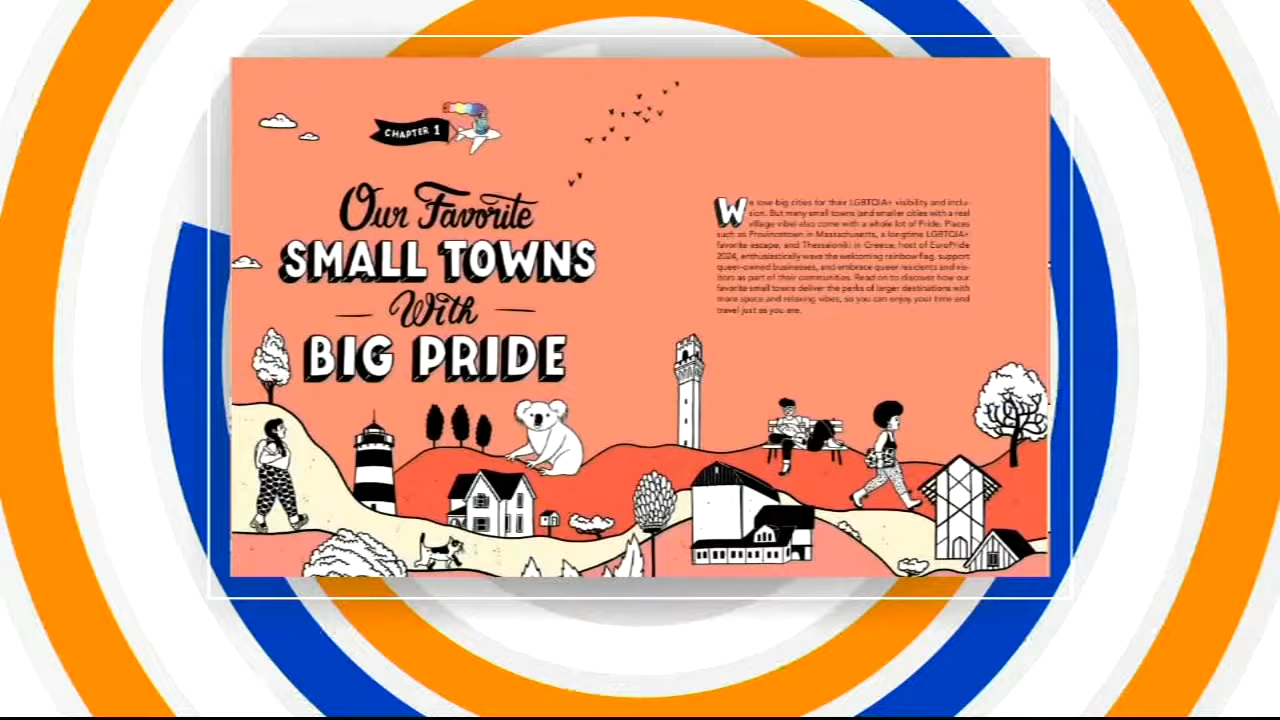 CHAPTER 1
Our Favorite
SMALL TOWNS
With
BIG PRIDE
We love big cities for their LGBTQIA+ visibility and inclu-
sion. But many small towns (and smaller cities with a real
village vibe) also come with a whole lot of Pride. Places
such as Provincetown in Massachusetts, a longtime LGBTQIA+
favorite escape, and Thessaloniki in Greece, host of EuroPride
2024, enthusiastically wave the welcoming rainbow flag, support
queer-owned businesses, and embrace queer residents and vis-
itors as part of their communities. Read on to discover how our
favorite small towns deliver the perks of larger destinations with
more space and relaxing vibes, so you can enjoy your time and
travel just as you are.